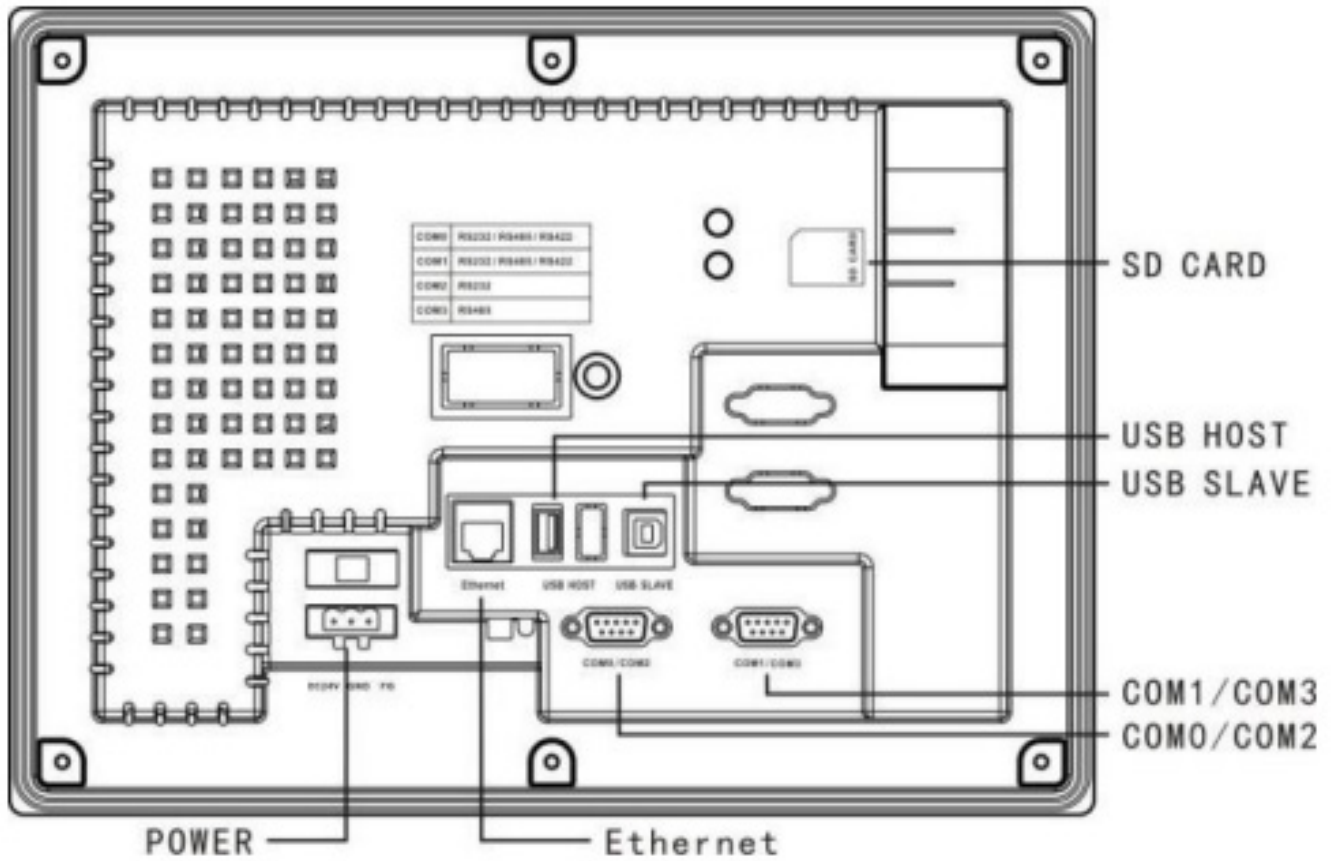 COM0 RS232/RS485/RS422
COM1 RS232/RS485/RS422
COM2 RS232
COM3 RS485
SD CARD
SD CARD
USB HOST
USB SLAVE
Ethernet USB HOST USB SLAVE
COM0/COM2 COM1/COM3
DC24V GND
COM1/COM3
COM0/COM2
POWER
Ethernet